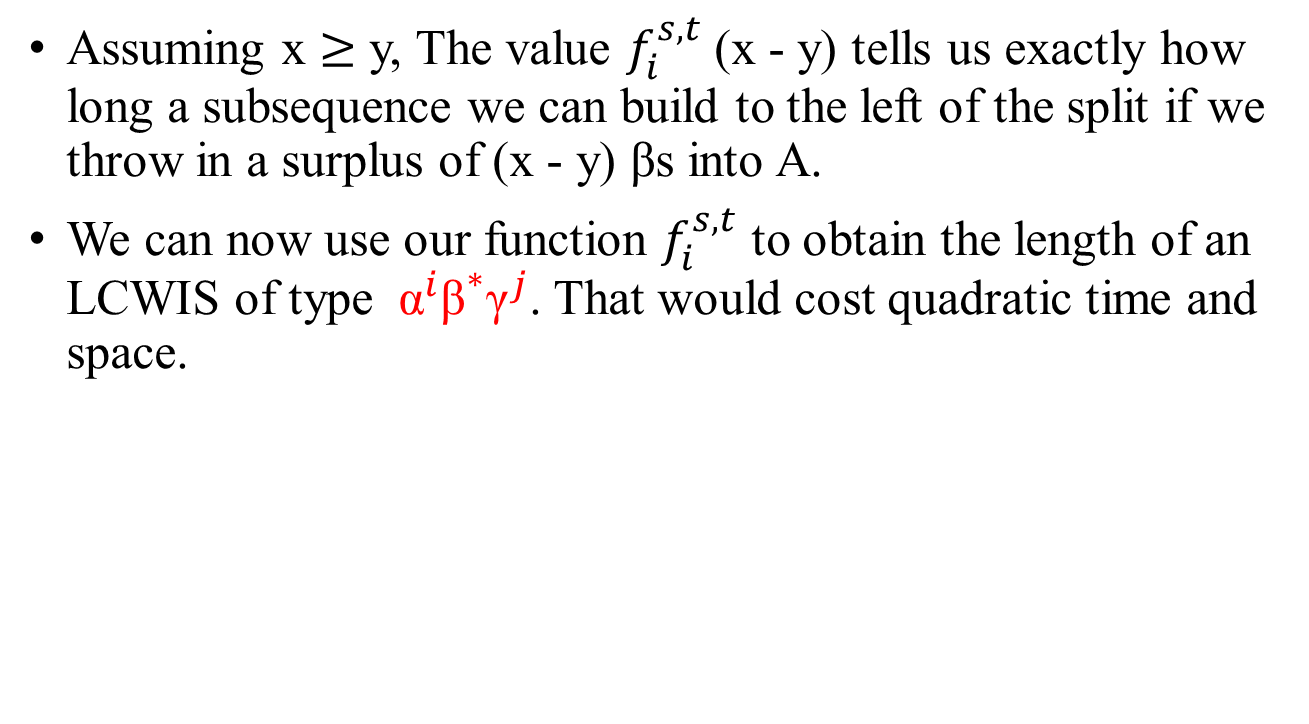 • Assuming x ≥ y, The value $f_i^{s,t}$ (x - y) tells us exactly how
long a subsequence we can build to the left of the split if we
throw in a surplus of (x - y) βs into A.
• We can now use our function $f_i^{s,t}$ to obtain the length of an
LCWIS of type $α^iβ^*γ^j$. That would cost quadratic time and
space.